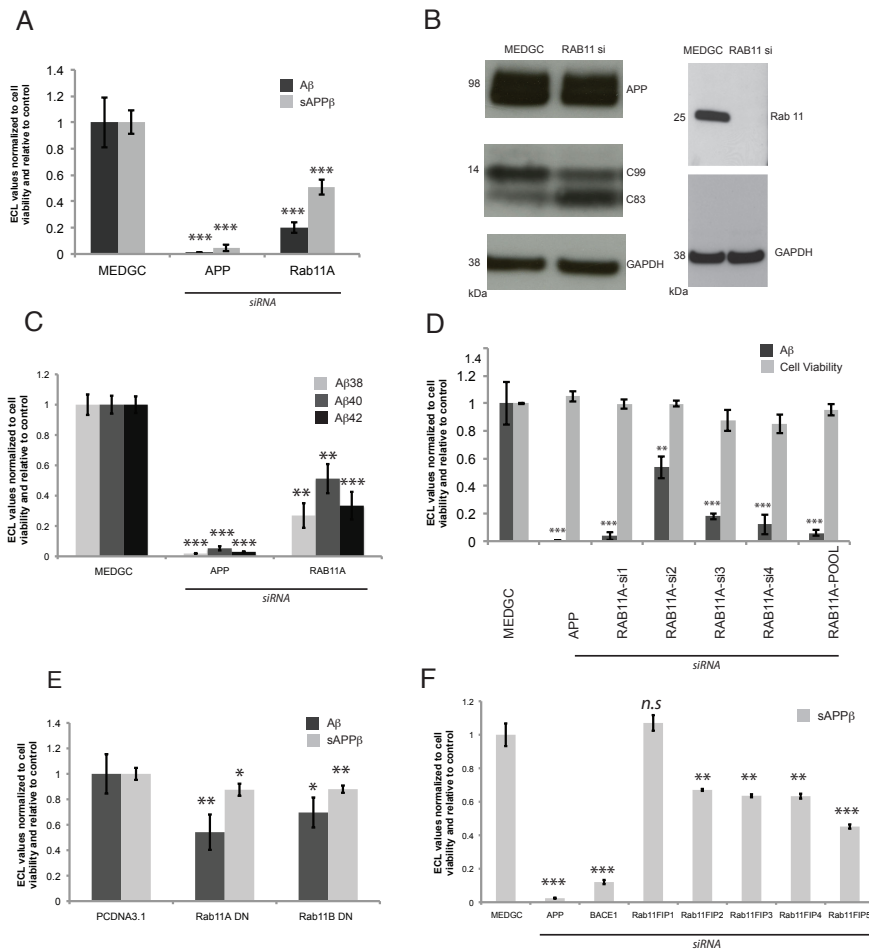 A
ECL values normalized to cell
viability and relative to control
1.4
1.2
1
0.8
0.6
0.4
0.2
0
Aβ
sAPPβ
***
***
***
***
MEDGC
APP
Rab11A
siRNA
B
MEDGC
RAB11 si
98
APP
14
C99
C83
38
GAPDH
kDa
MEDGC
RAB11 si
25
Rab 11
38
GAPDH
kDa
C
ECL values normalized to cell
viability and relative to control
1.2
1
0.8
0.6
0.4
0.2
0
Aβ38
Aβ40
Aβ42
***
***
***
**
**
***
MEDGC
APP
RAB11A
siRNA
D
ECL values normalized to cell
viability and relative to control
1.4
1.2
1
0.8
0.6
0.4
0.2
0
Aβ
Cell Viability
***
***
**
***
***
***
MEDGC
APP
RAB11A-si1
RAB11A-si2
RAB11A-si3
RAB11A-si4
RAB11A-POOL
siRNA
E
ECL values normalized to cell
viability and relative to control
1.4
1.2
1
0.8
0.6
0.4
0.2
0
Aβ
sAPPβ
**
*
*
**
PCDNA3.1
Rab11A DN
Rab11B DN
F
ECL values normalized to cell
viability and relative to control
1.2
1
0.8
0.6
0.4
0.2
0
sAPPβ
***
***
n.s
**
**
**
***
MEDGC
APP
BACE1
Rab11FIP1
Rab11FIP2
Rab11FIP3
Rab11FIP4
Rab11FIP5
siRNA